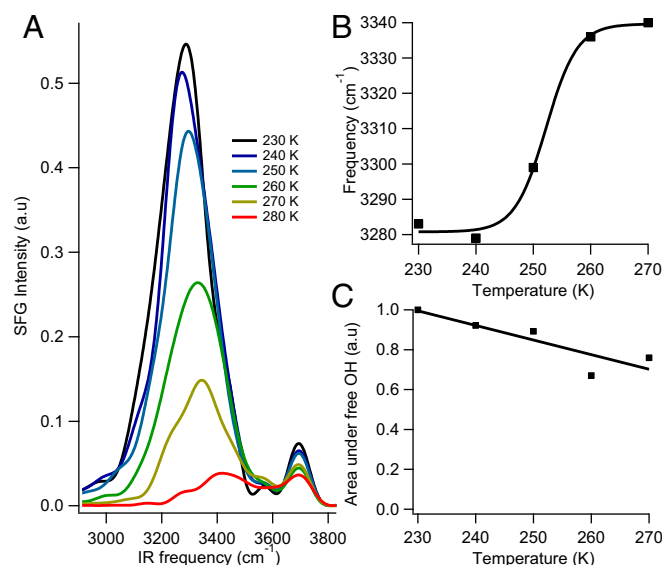 A
SFG Intensity (a.u)
0.5
0.4
0.3
0.2
0.1
0.0
3000 3200 3400 3600 3800
IR frequency (cm-1)
230 K
240 K
250 K
260 K
270 K
280 K
B
Frequency (cm-1)
3340
3330
3320
3310
3300
3290
3280
230 240 250 260 270
Temperature (K)
C
Area under free OH (a.u)
1.0
0.8
0.6
0.4
0.2
0.0
230 240 250 260 270
Temperature (K)